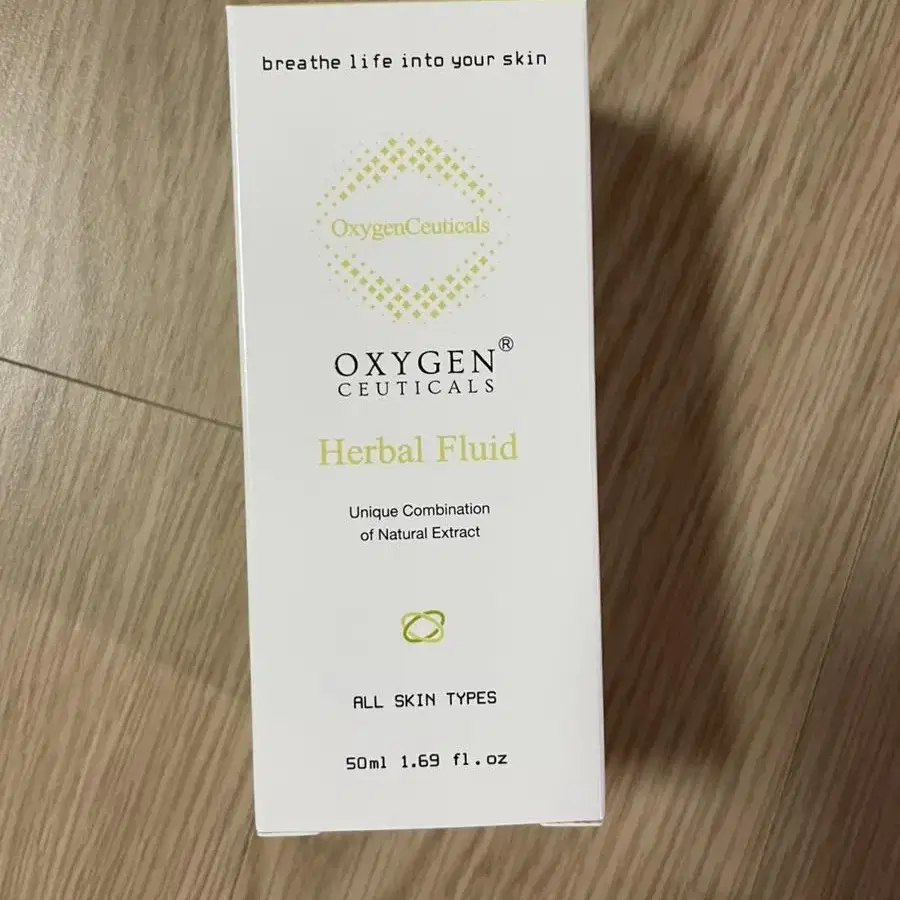 breathe life into your skin
OxygenCeuticals
OXYGEN®
CEUTICALS
Herbal Fluid
Unique Combination
of Natural Extract
ALL SKIN TYPES
50ml 1.69 fl.oz